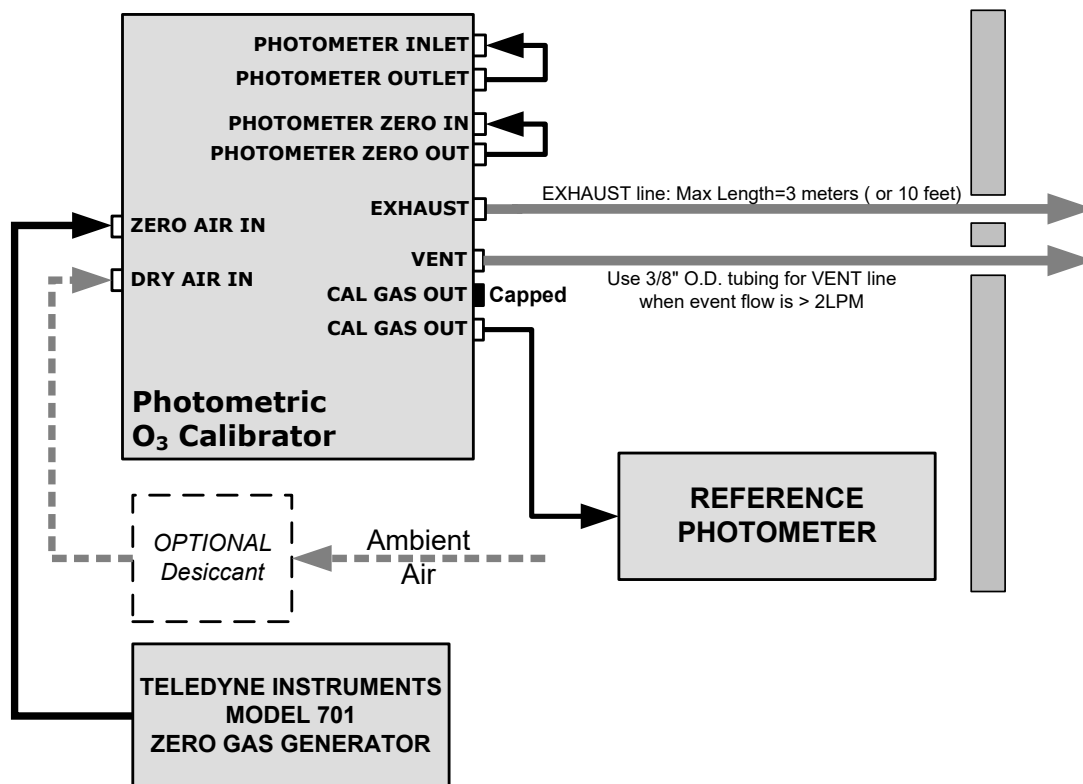 PHOTOMETER INLET
PHOTOMETER OUTLET
PHOTOMETER ZERO IN
PHOTOMETER ZERO OUT
EXHAUST
EXHAUST line: Max Length=3 meters ( or 10 feet)
ZERO AIR IN
VENT
DRY AIR IN
Use 3/8" O.D. tubing for VENT line
when event flow is > 2LPM
CAL GAS OUT
Capped
CAL GAS OUT
Photometric
O₃ Calibrator
REFERENCE
PHOTOMETER
OPTIONAL
Desiccant
Ambient
Air
TELEDYNE INSTRUMENTS
MODEL 701
ZERO GAS GENERATOR